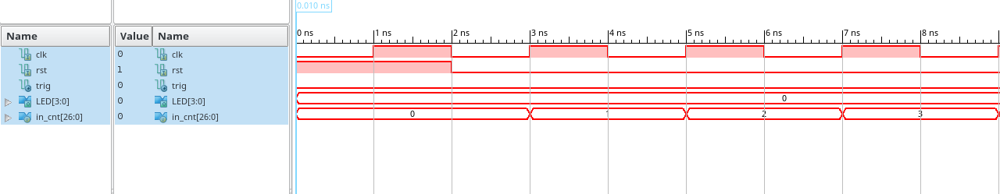 0.010 ns
0 ns 1 ns 2 ns 3 ns 4 ns 5 ns 6 ns 7 ns 8 ns
Name Value Name
clk 0 clk
rst 1 rst
trig 0 trig
LED[3:0] 0 LED[3:0] 0
in_cnt[26:0] 0 in_cnt[26:0] 0 1 2 3